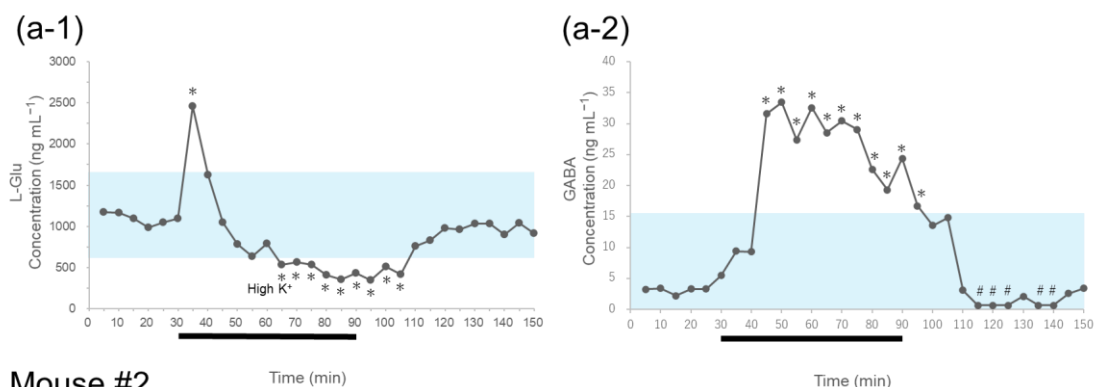 (a-1)
3000
2500
2000
1500
1000
500
0
L-Glu
Concentration (ng mL⁻¹)
*
* * * * * * * * *
High K⁺
0 10 20 30 40 50 60 70 80 90 100 110 120 130 140 150
Time (min)
(a-2)
40
35
30
25
20
15
10
5
0
GABA
Concentration (ng mL⁻¹)
* * * * * * * * * * *
# # # # #
0 10 20 30 40 50 60 70 80 90 100 110 120 130 140 150
Time (min)
Mouse #2